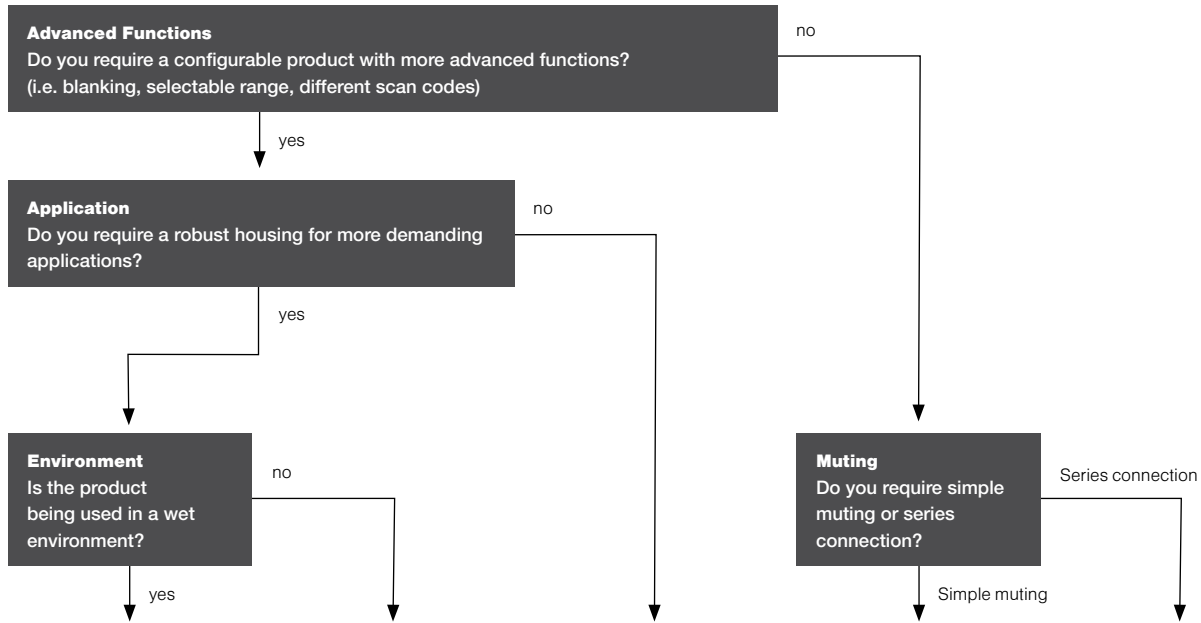 Advanced Functions
Do you require a configurable product with more advanced functions?
(i.e. blanking, selectable range, different scan codes)
no
yes
Application
Do you require a robust housing for more demanding
applications?
no
yes
Environment
Is the product
being used in a wet
environment?
no
yes
Muting
Do you require simple
muting or series
connection?
Series connection
Simple muting